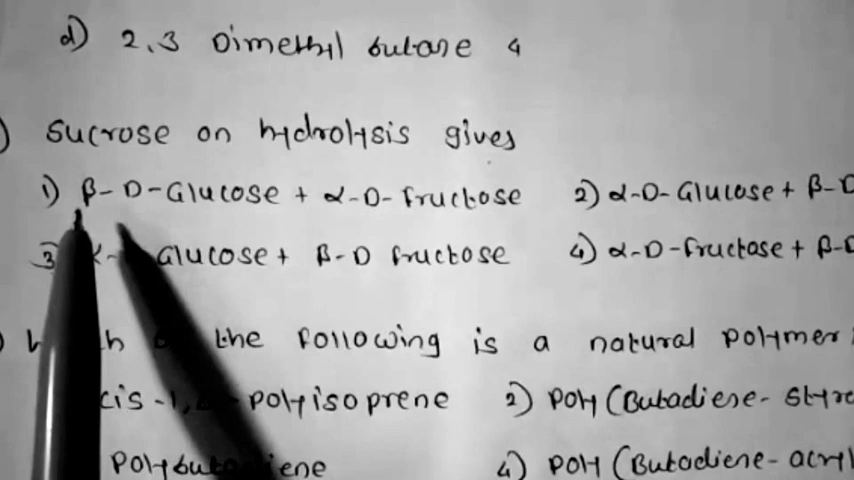 d) 2,3 Dimethyl butane 4
) Sucrose on hydrolysis gives
1) β-D-Glucose + α-D-fructose 2) α-D-Glucose + β-D
3) Glucose + β-D fructose 4) α-D-fructose + β-D
) the following is a natural polymer
cis-1, polyisoprene 2) Poly (Butadiene-styre
4) Poly (Butadiene-acryl